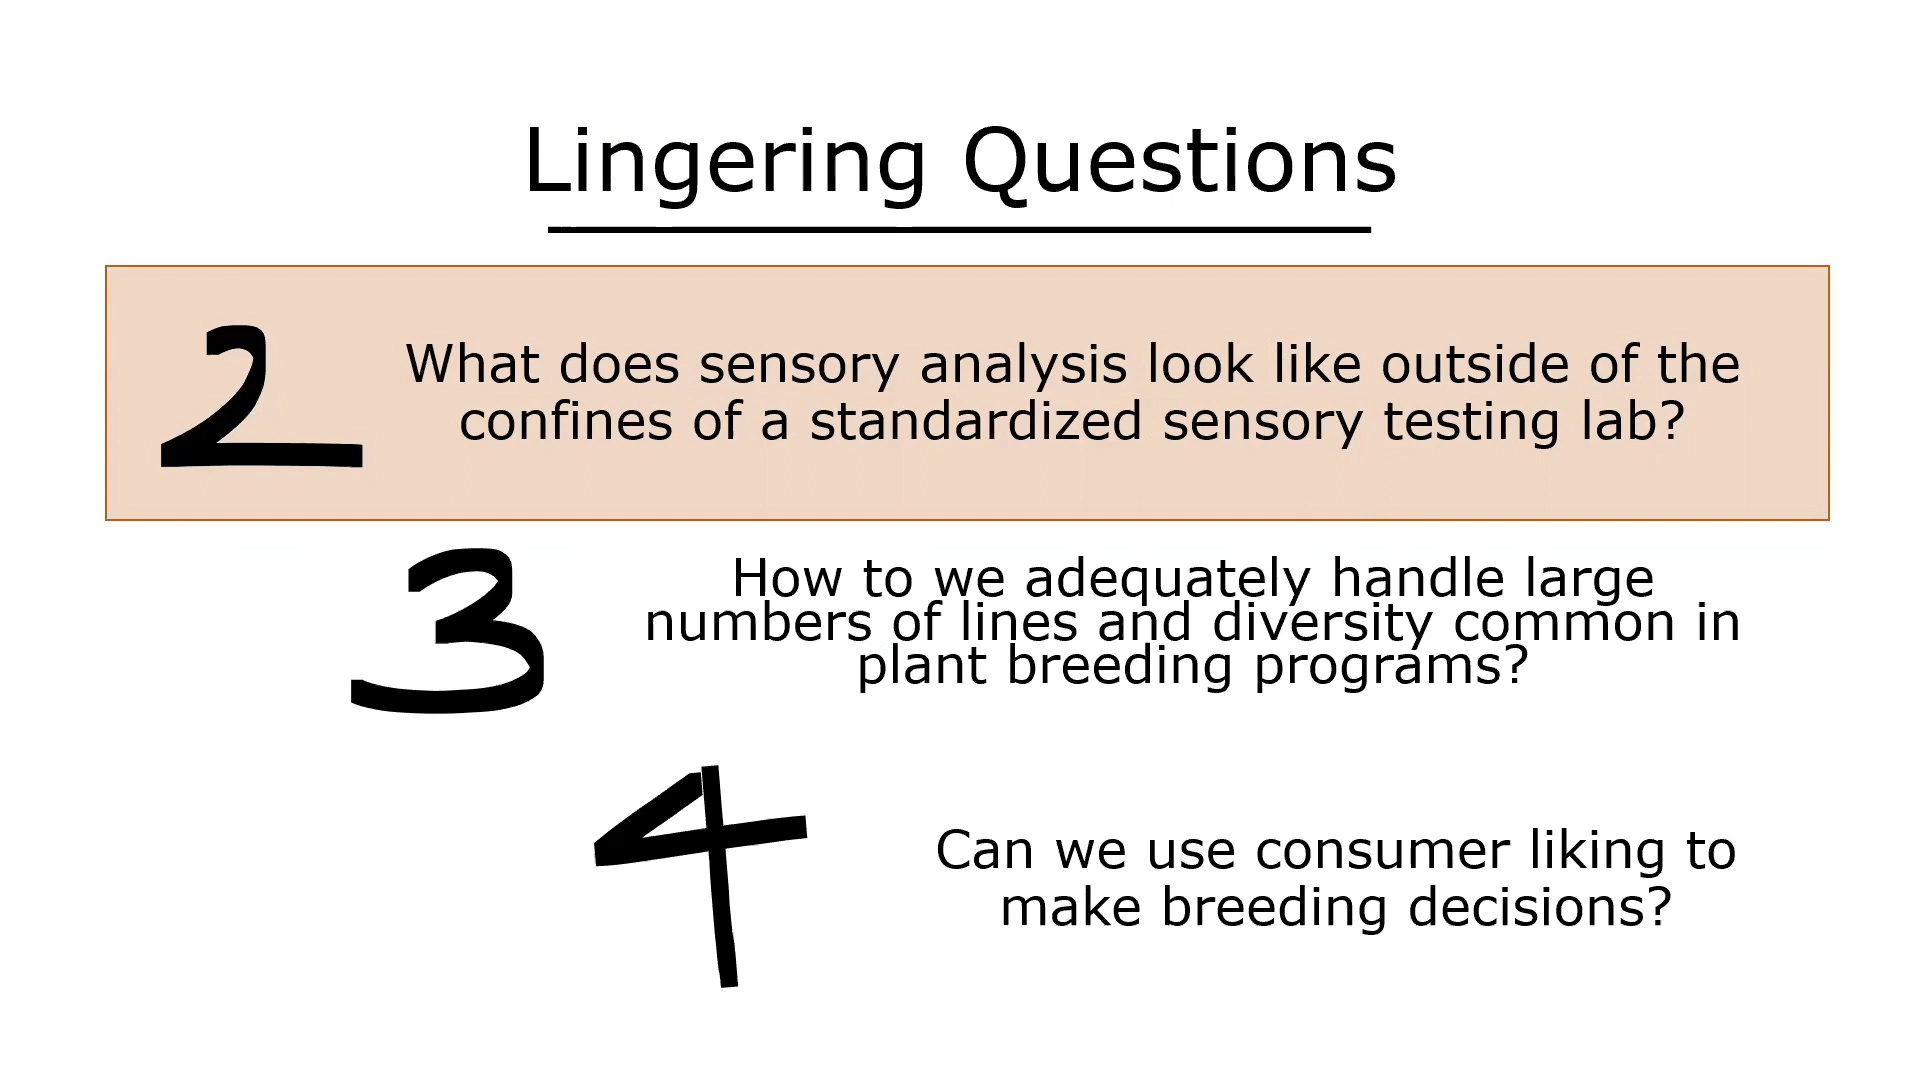 Lingering Questions
2
What does sensory analysis look like outside of the
confines of a standardized sensory testing lab?
3
How to we adequately handle large
numbers of lines and diversity common in
plant breeding programs?
4
Can we use consumer liking to
make breeding decisions?